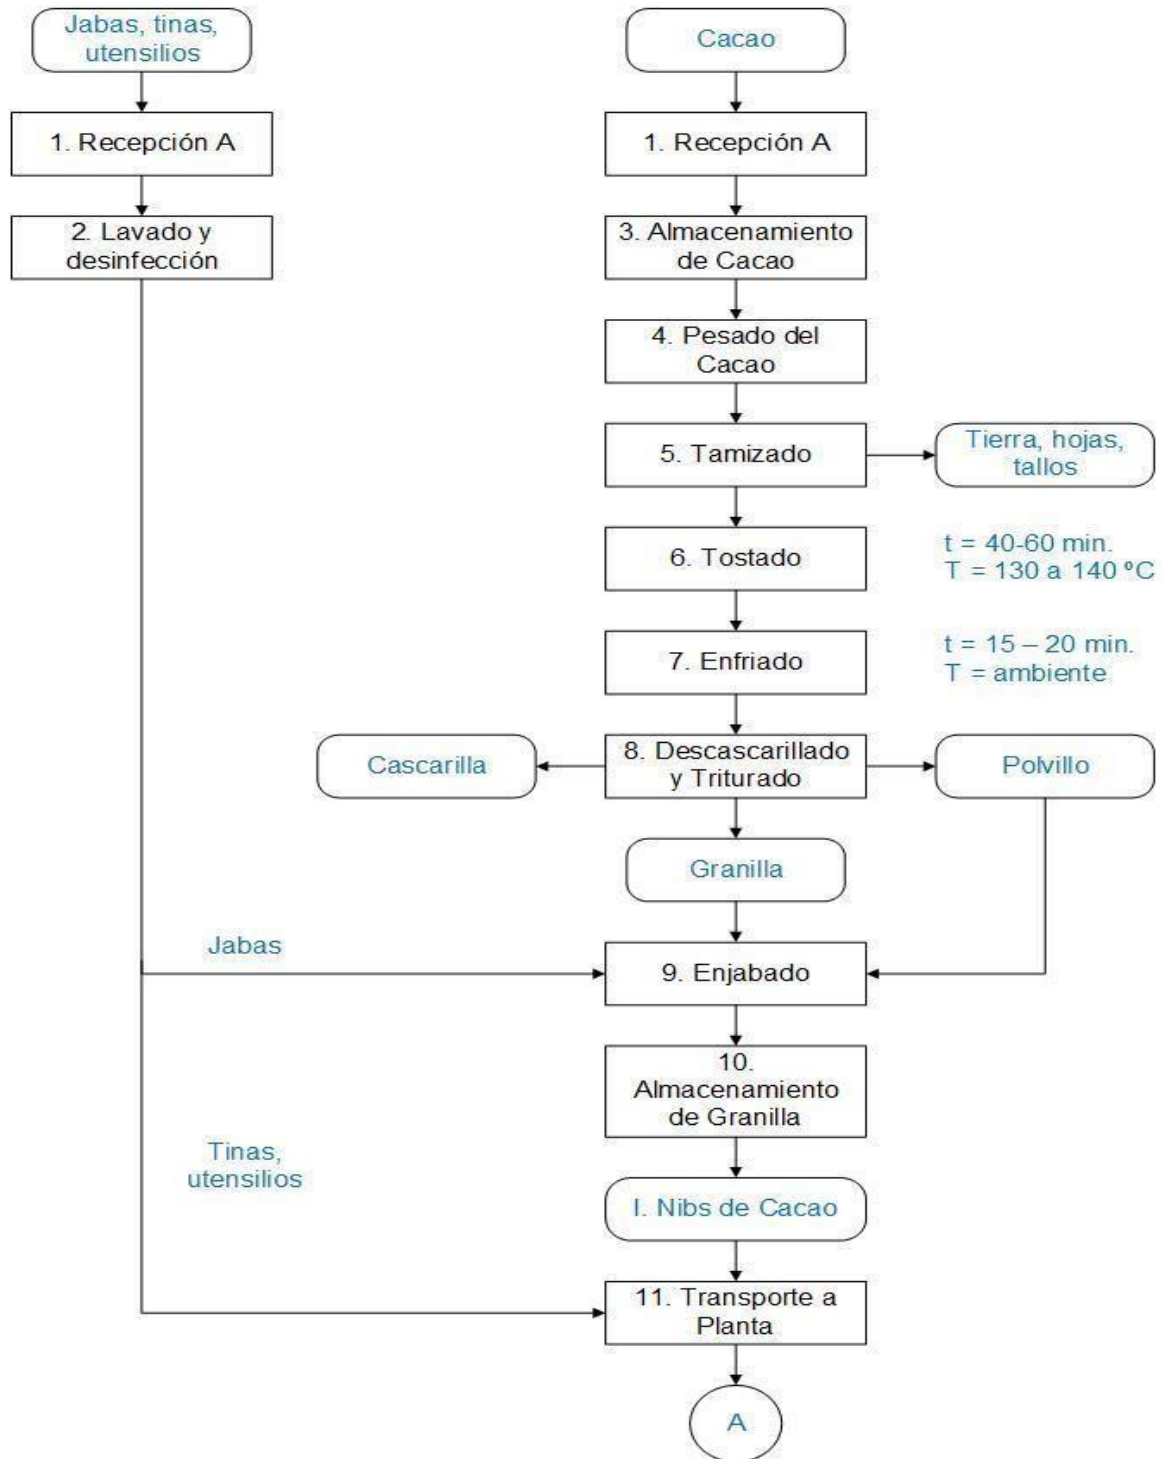 Jabas, tinas,
utensilios
Cacao
1. Recepción A
1. Recepción A
2. Lavado y
desinfección
3. Almacenamiento
de Cacao
4. Pesado del
Cacao
5. Tamizado
Tierra, hojas,
tallos
6. Tostado
t = 40-60 min.
T = 130 a 140 ºC
7. Enfriado
t = 15 – 20 min.
T = ambiente
Cascarilla
8. Descascarillado
y Triturado
Polvillo
Granilla
Jabas
9. Enjabado
10.
Almacenamiento
de Granilla
Tinas,
utensilios
I. Nibs de Cacao
11. Transporte a
Planta
A